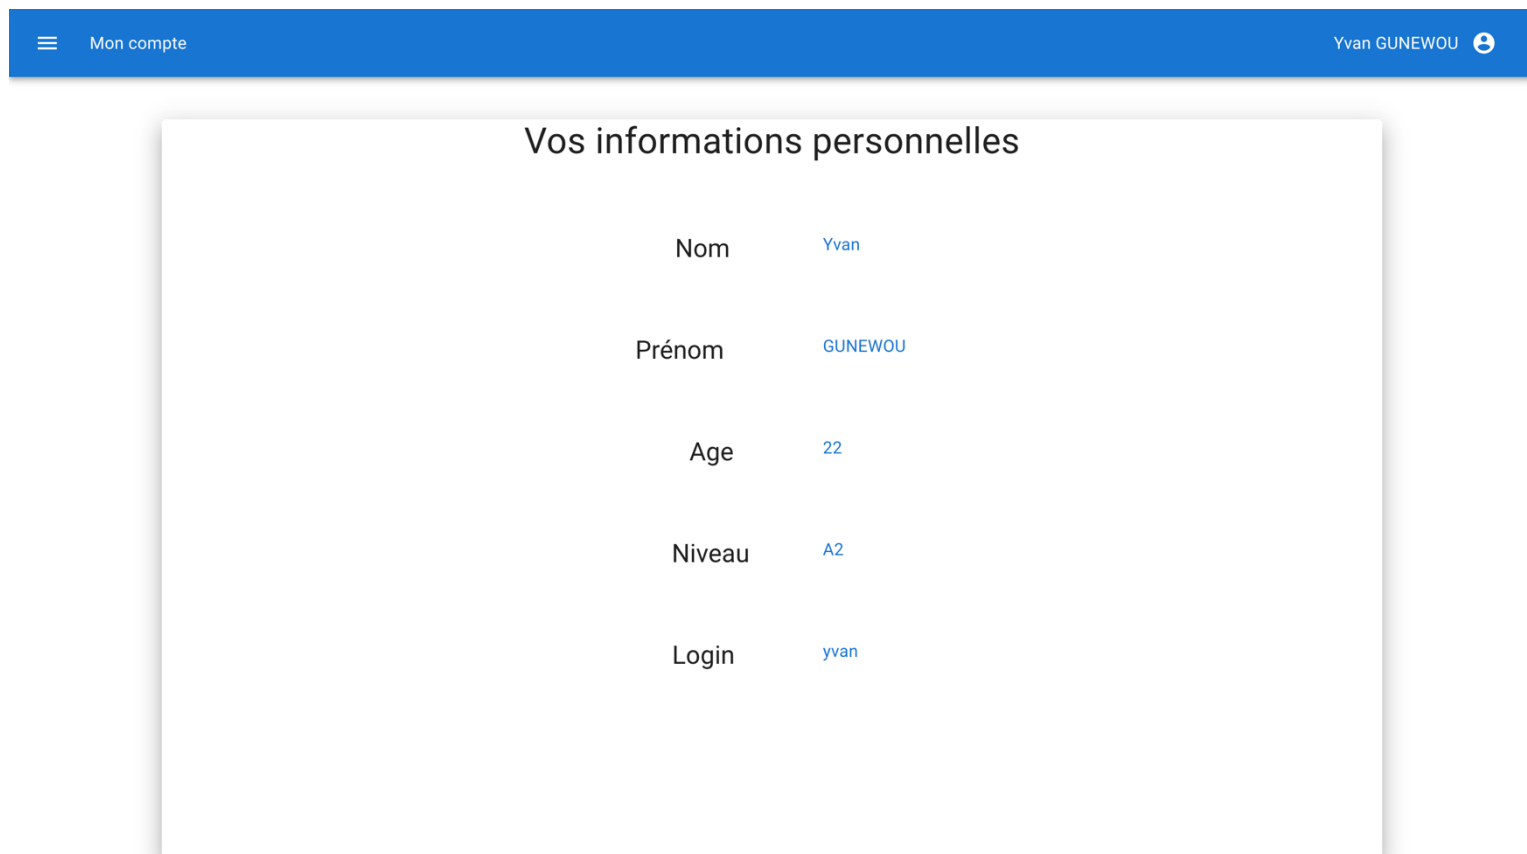 Mon compte
Yvan GUNEWOU
Vos informations personnelles
Nom Yvan
Prénom GUNEWOU
Age 22
Niveau A2
Login yvan